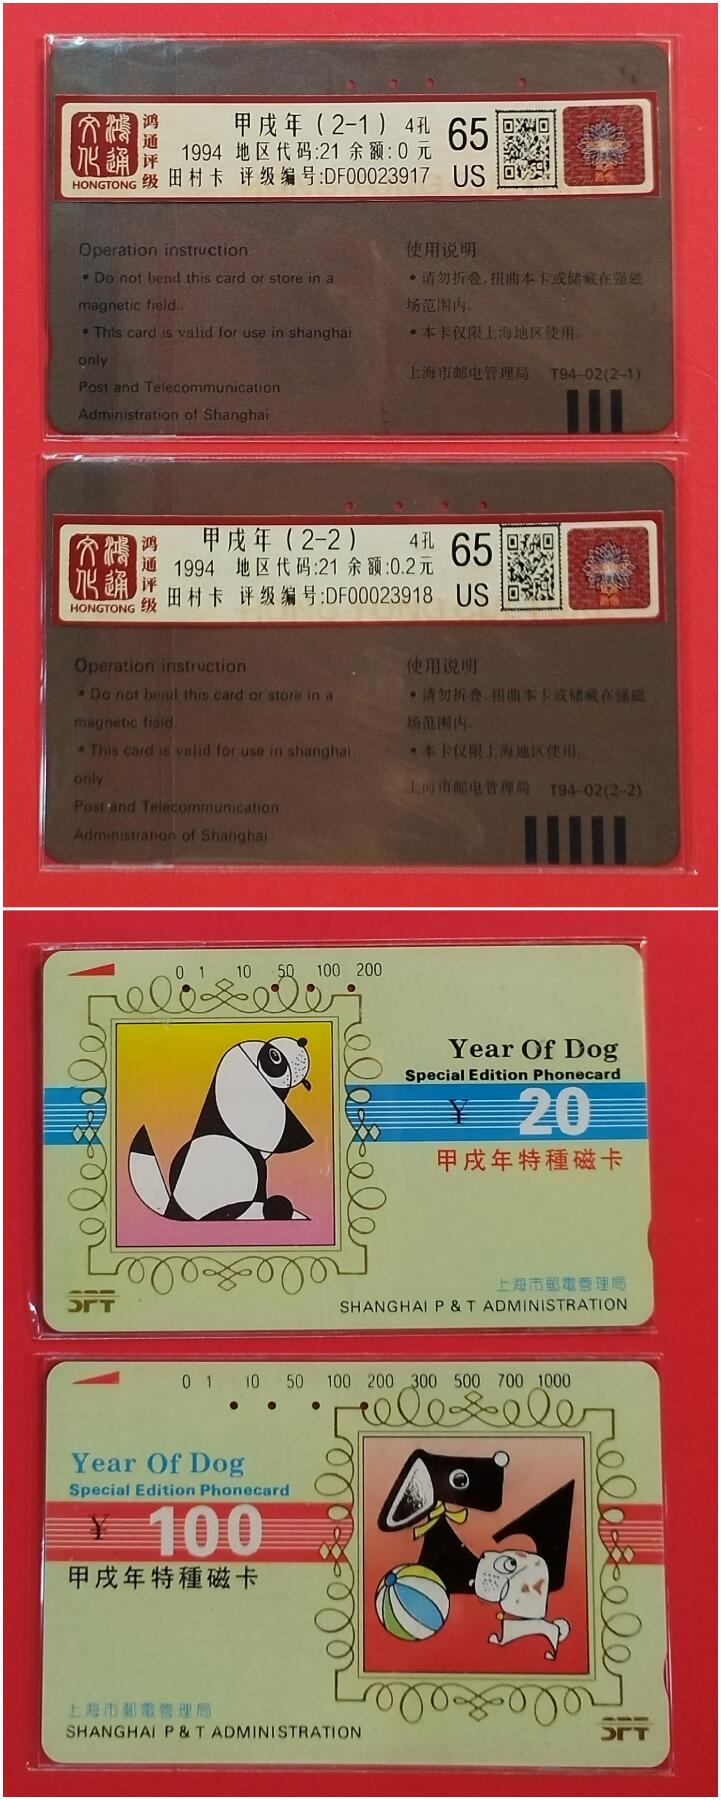 鸿通文化
HONGTONG
鸿通评级
甲戌年(2-1) 4孔
1994 地区代码:21 余额:0元
田村卡 评级编号:DF00023917
65
US
Operation instruction
• Do not bend this card or store in a
magnetic field.
• This card is valid for use in shanghai
only
Post and Telecommunication
Administration of Shanghai
使用说明
• 请勿折叠、扭曲本卡或储藏在强磁
场范围内。
• 本卡仅限上海地区使用。
上海市邮电管理局 T94-02(2-1)
鸿通文化
HONGTONG
鸿通评级
甲戌年(2-2) 4孔
1994 地区代码:21 余额:0.2元
田村卡 评级编号:DF00023918
65
US
Operation instruction
• Do not bend this card or store in a
magnetic field.
• This card is valid for use in shanghai
only
Post and Telecommunication
Administration of Shanghai
使用说明
• 请勿折叠、扭曲本卡或储藏在强磁
场范围内。
• 本卡仅限上海地区使用。
上海市邮电管理局 T94-02(2-2)
0 1 10 50 100 200
Year Of Dog
Special Edition Phonecard
¥ 20
甲戌年特種磁卡
上海市郵電管理局
SHANGHAI P & T ADMINISTRATION
SPT
0 1 10 50 100 200 300 500 700 1000
Year Of Dog
Special Edition Phonecard
¥ 100
甲戌年特種磁卡
上海市郵電管理局
SHANGHAI P & T ADMINISTRATION
SPT